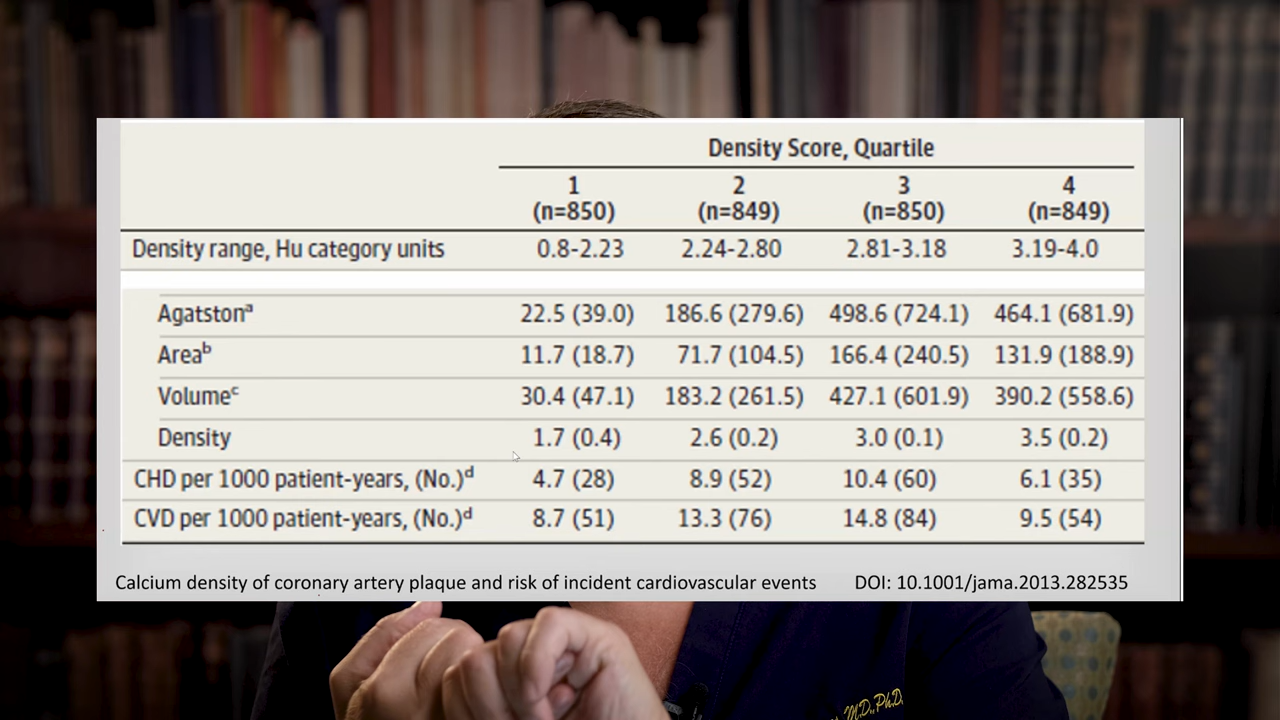 Density Score, Quartile
1 2 3 4
(n=850) (n=849) (n=850) (n=849)
Density range, Hu category units 0.8-2.23 2.24-2.80 2.81-3.18 3.19-4.0
Agatstonᵃ 22.5 (39.0) 186.6 (279.6) 498.6 (724.1) 464.1 (681.9)
Areaᵇ 11.7 (18.7) 71.7 (104.5) 166.4 (240.5) 131.9 (188.9)
Volumeᶜ 30.4 (47.1) 183.2 (261.5) 427.1 (601.9) 390.2 (558.6)
Density 1.7 (0.4) 2.6 (0.2) 3.0 (0.1) 3.5 (0.2)
CHD per 1000 patient-years, (No.)ᵈ 4.7 (28) 8.9 (52) 10.4 (60) 6.1 (35)
CVD per 1000 patient-years, (No.)ᵈ 8.7 (51) 13.3 (76) 14.8 (84) 9.5 (54)
Calcium density of coronary artery plaque and risk of incident cardiovascular events DOI: 10.1001/jama.2013.282535
M.D., Ph.D.